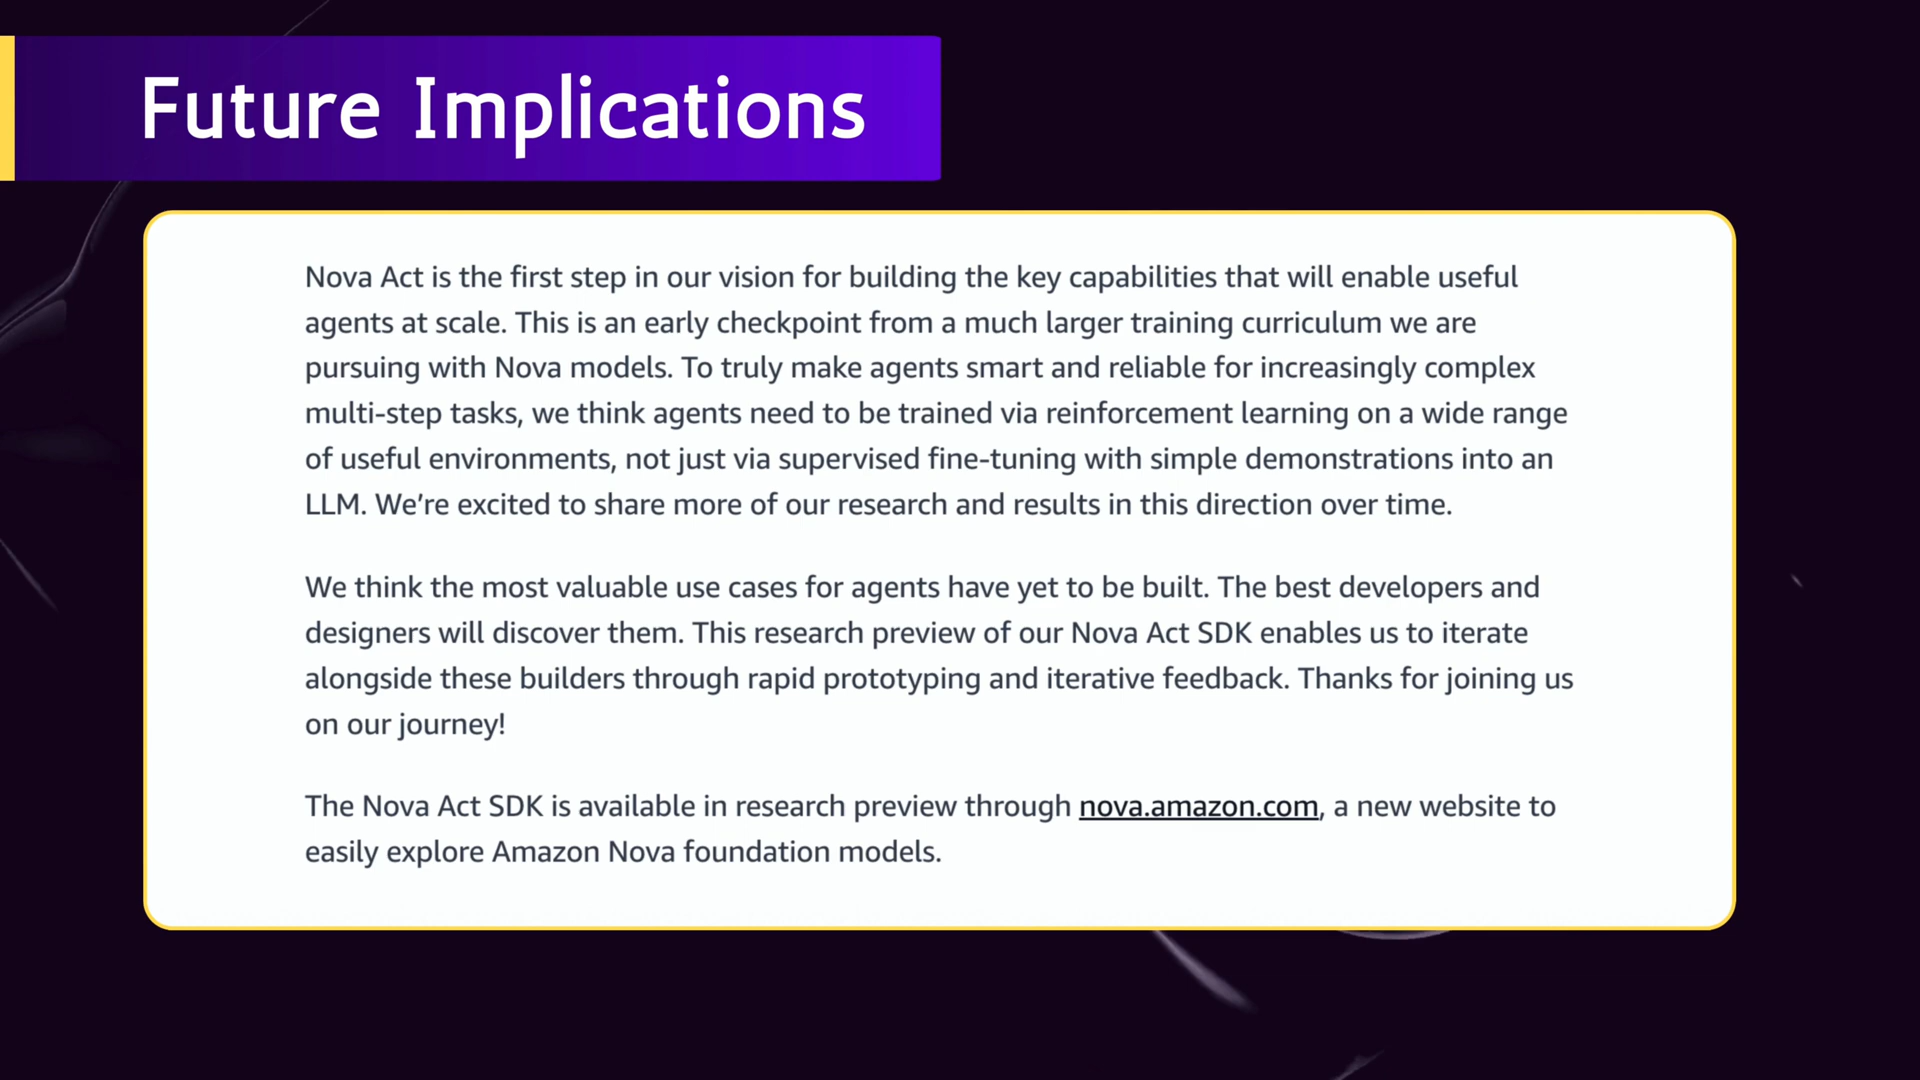 Future Implications
Nova Act is the first step in our vision for building the key capabilities that will enable useful
agents at scale. This is an early checkpoint from a much larger training curriculum we are
pursuing with Nova models. To truly make agents smart and reliable for increasingly complex
multi-step tasks, we think agents need to be trained via reinforcement learning on a wide range
of useful environments, not just via supervised fine-tuning with simple demonstrations into an
LLM. We’re excited to share more of our research and results in this direction over time.
We think the most valuable use cases for agents have yet to be built. The best developers and
designers will discover them. This research preview of our Nova Act SDK enables us to iterate
alongside these builders through rapid prototyping and iterative feedback. Thanks for joining us
on our journey!
The Nova Act SDK is available in research preview through nova.amazon.com, a new website to
easily explore Amazon Nova foundation models.